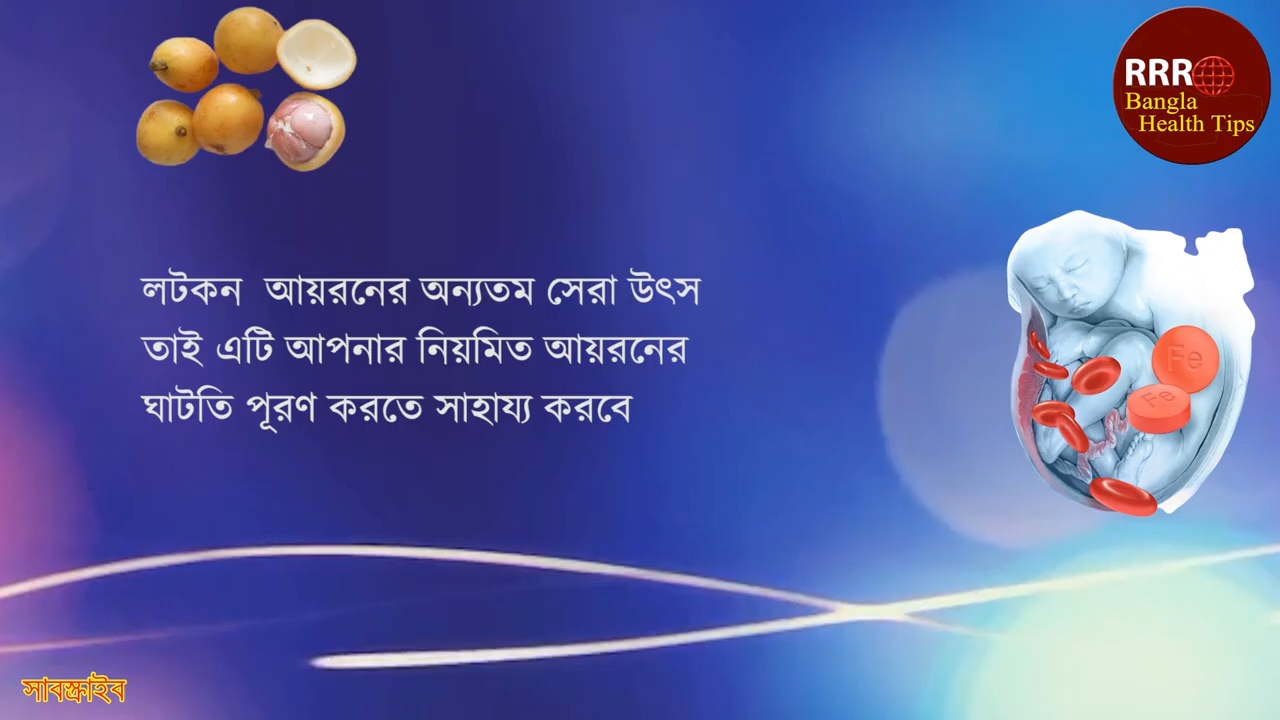 RRR
Bangla
Health Tips
লটকন আয়রনের অন্যতম সেরা উৎস
তাই এটি আপনার নিয়মিত আয়রনের
ঘাটতি পূরণ করতে সাহায্য করবে
Fe
Fe
সাবস্ক্রাইব